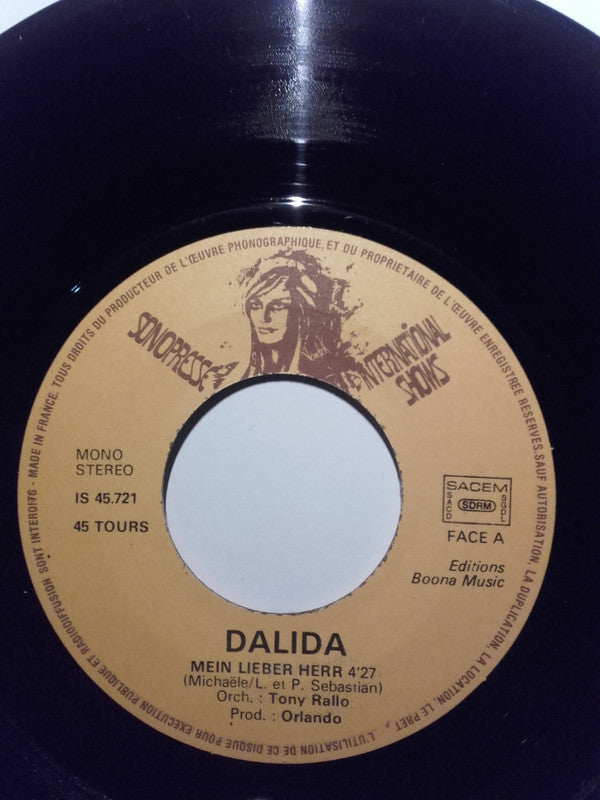 MADE IN FRANCE. TOUS DROITS DU PRODUCTEUR DE L'ŒUVRE PHONOGRAPHIQUE, ET DU PROPRIETAIRE DE L'ŒUVRE ENREGISTREE RESERVES. SAUF AUTORISATION, LA DUPLICATION, LA LOCATION, LE PRET, L'UTILISATION DE CE DISQUE POUR EXECUTION PUBLIQUE ET RADIODIFFUSION SONT INTERDITS -
SONOPRESSE
INTERNATIONAL
SHOWS
MONO
STEREO
IS 45.721
45 TOURS
SACEM
SACD
SDRM
SGDL
FACE A
Editions
Boona Music
DALIDA
MEIN LIEBER HERR 4'27
(Michaële/L. et P. Sebastian)
Orch. : Tony Rallo
Prod. : Orlando